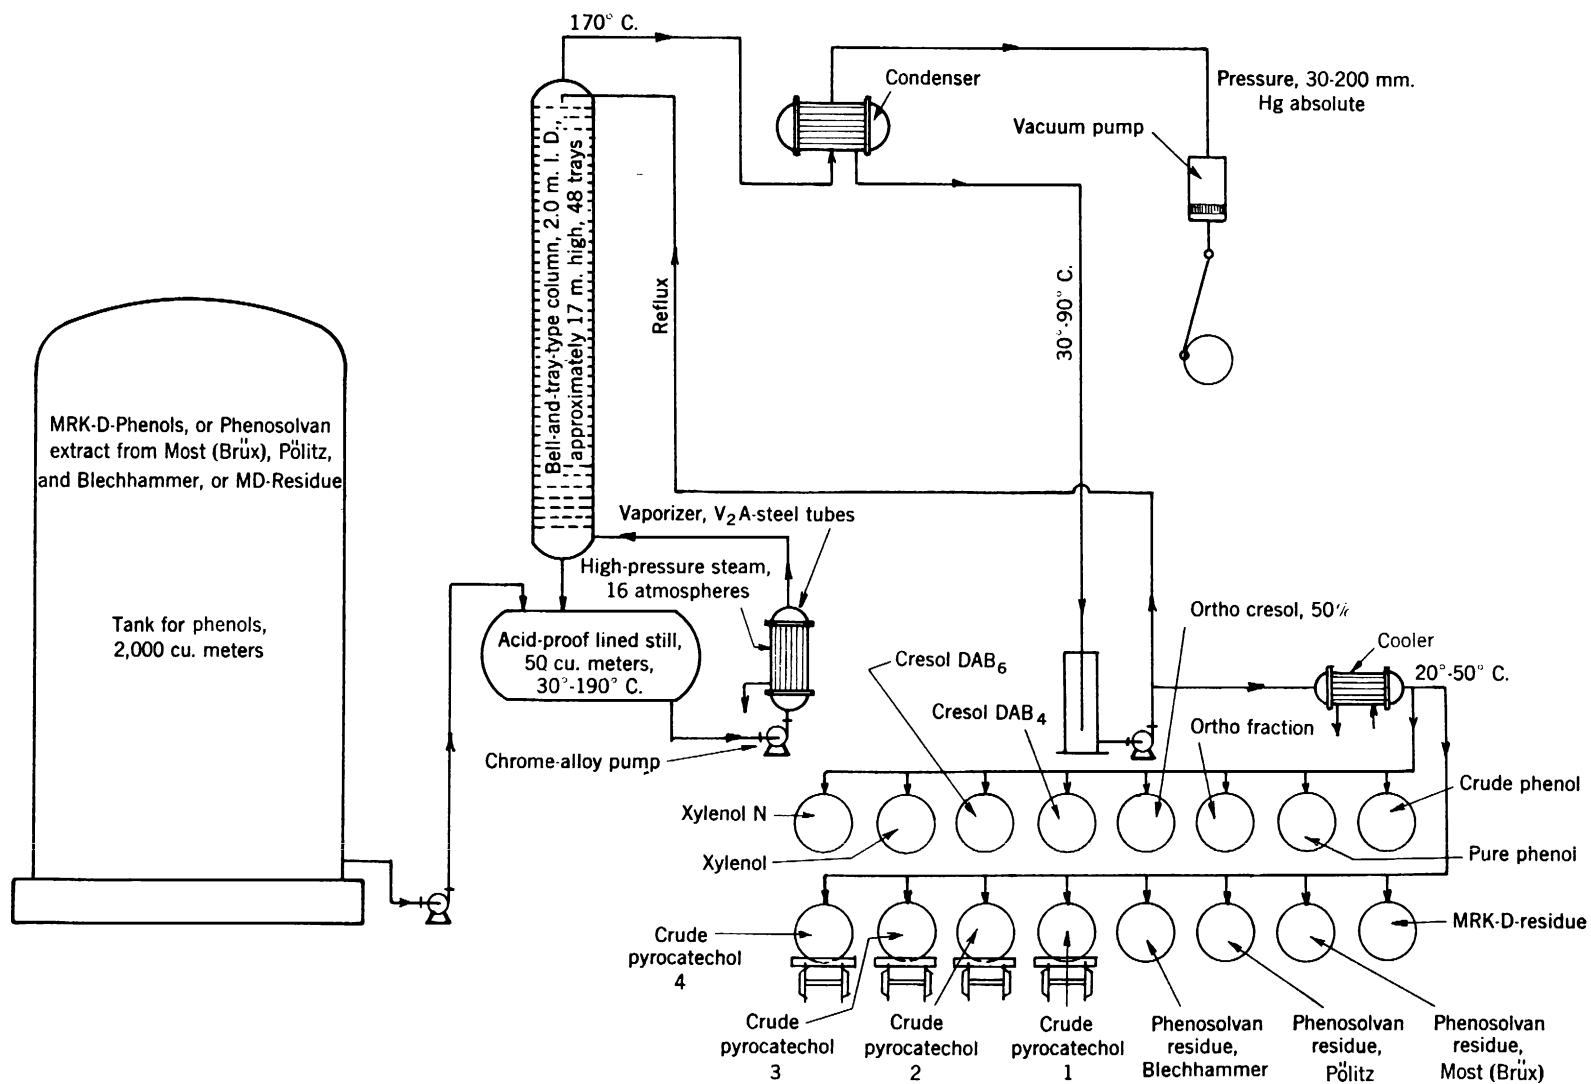 170° C.
Condenser
Pressure, 30-200 mm.
Hg absolute
Vacuum pump
Bell-and-tray-type column, 2.0 m. I. D.,
approximately 17 m. high, 48 trays
Reflux
30°-90° C.
MRK-D-Phenols, or Phenosolvan
extract from Most (Brüx), Pölitz,
and Blechhammer, or MD-Residue
Tank for phenols,
2,000 cu. meters
Vaporizer, V₂A-steel tubes
High-pressure steam,
16 atmospheres
Acid-proof lined still,
50 cu. meters,
30°-190° C.
Chrome-alloy pump
Cresol DAB₆
Cresol DAB₄
Ortho cresol, 50%
Cooler
20°-50° C.
Ortho fraction
Crude phenol
Xylenol N
Xylenol
Pure phenol
MRK-D-residue
Crude
pyrocatechol
4
Crude
pyrocatechol
3
Crude
pyrocatechol
2
Crude
pyrocatechol
1
Phenosolvan
residue,
Blechhammer
Phenosolvan
residue,
Pölitz
Phenosolvan
residue,
Most (Brüx)